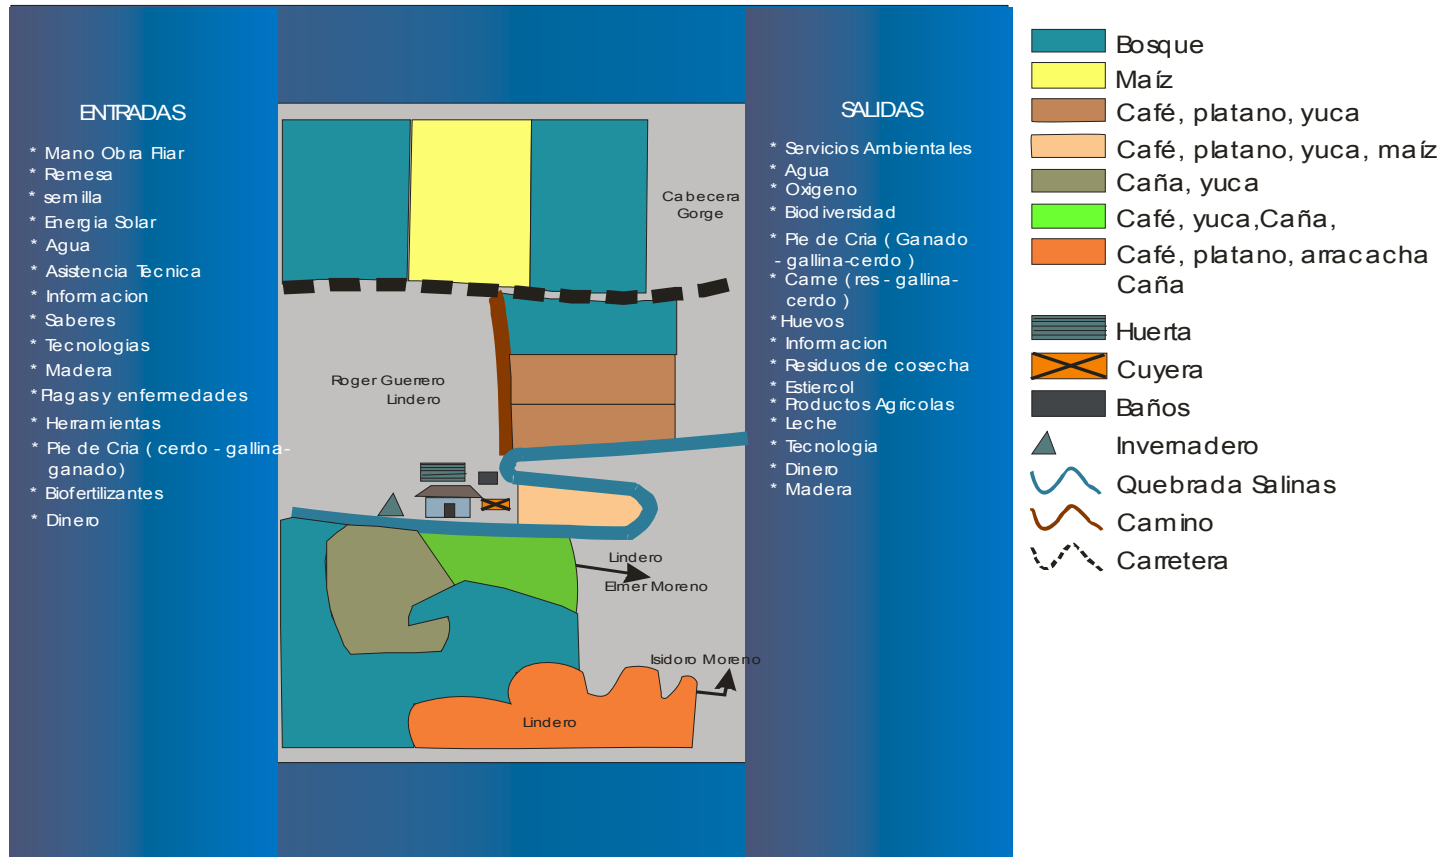 ENTRADAS
* Mano Obra Fliar
* Remesa
* semilla
* Energia Solar
* Agua
* Asistencia Tecnica
* Informacion
* Saberes
* Tecnologias
* Madera
* Plagas y enfermedades
* Herramientas
* Pie de Cria ( cerdo - gallina-
ganado)
* Biofertilizantes
* Dinero
Cabecera
Gorge
Roger Guerrero
Lindero
Lindero
Elmer Moreno
Isidoro Moreno
Lindero
SALIDAS
* Servicios Ambientales
* Agua
* Oxigeno
* Biodiversidad
* Pie de Cria ( Ganado
- gallina-cerdo )
* Carne ( res - gallina-
cerdo )
* Huevos
* Informacion
* Residuos de cosecha
* Estiercol
* Productos Agricolas
* Leche
* Tecnologia
* Dinero
* Madera
Bosque
Maíz
Café, platano, yuca
Café, platano, yuca, maíz
Caña, yuca
Café, yuca,Caña,
Café, platano, arracacha
Caña
Huerta
Cuyera
Baños
Invernadero
Quebrada Salinas
Camino
Carretera